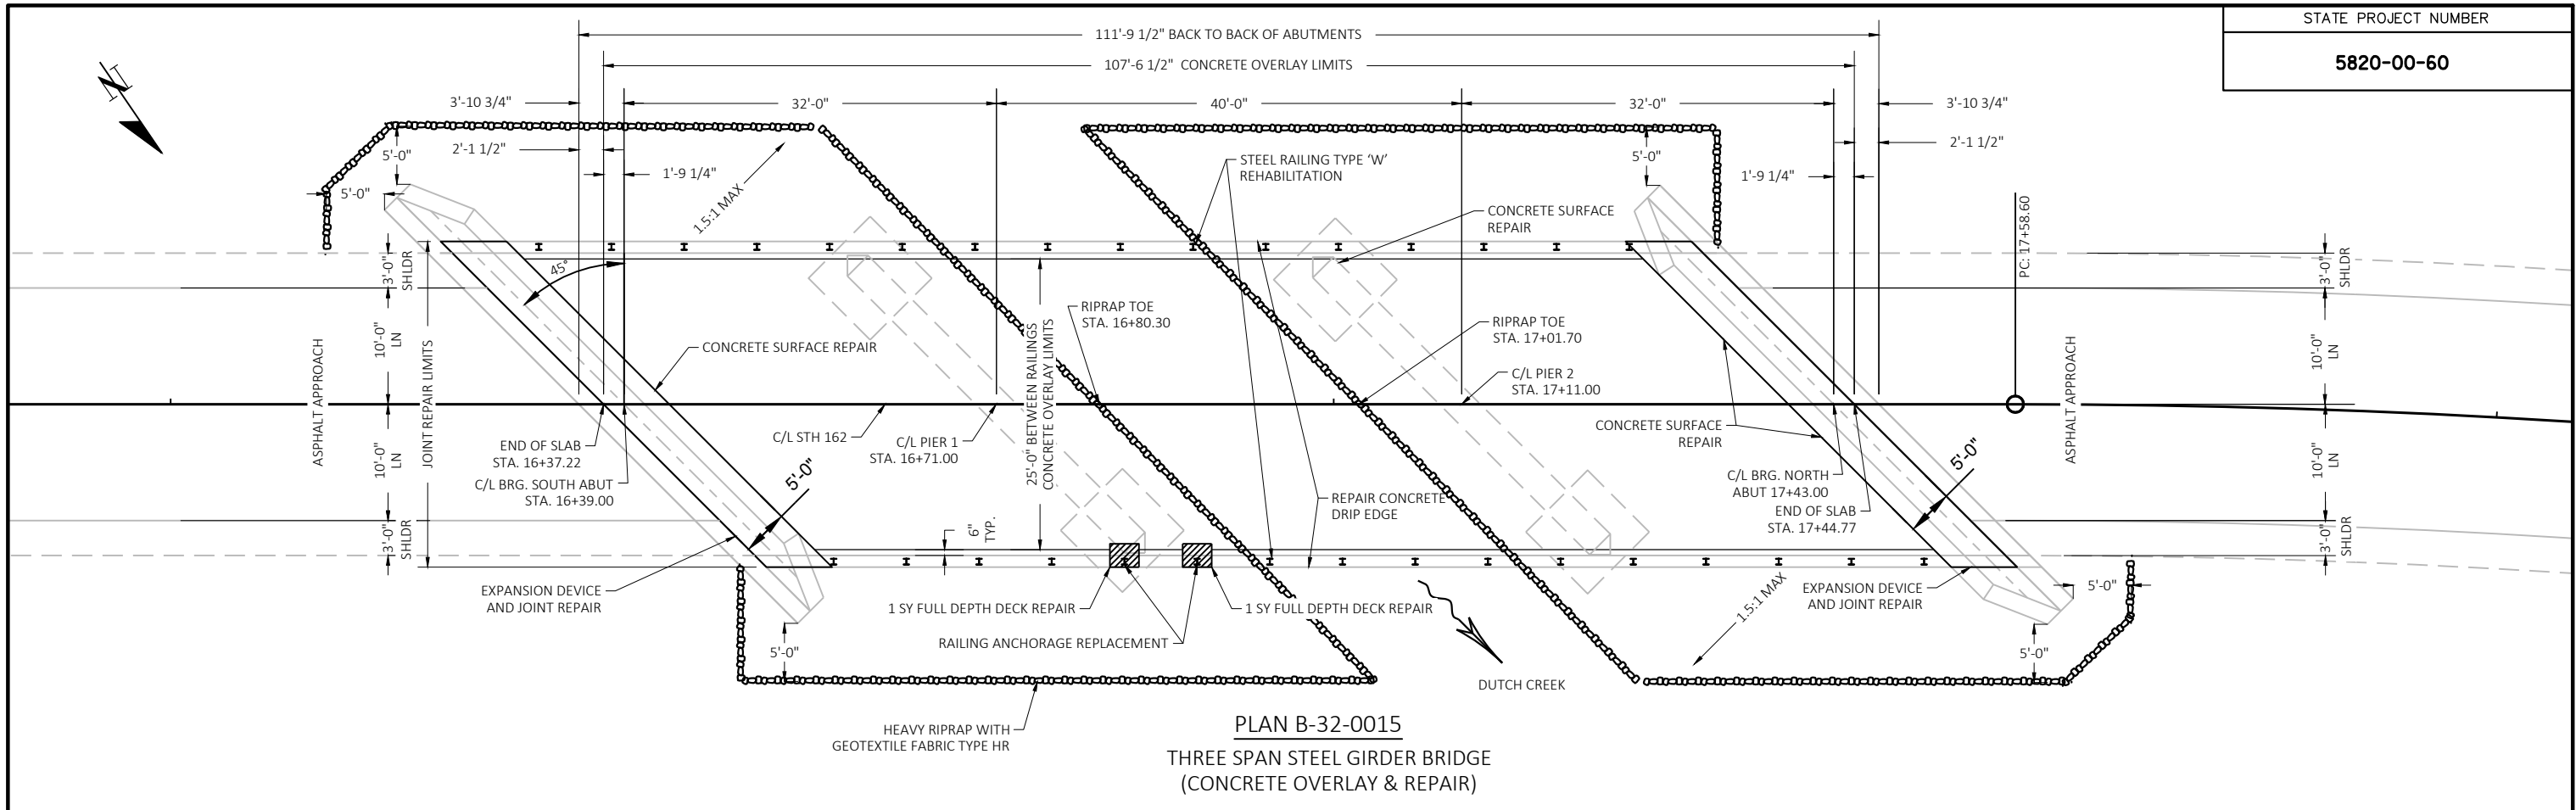 STATE PROJECT NUMBER
5820-00-60
N
111'-9 1/2" BACK TO BACK OF ABUTMENTS
107'-6 1/2" CONCRETE OVERLAY LIMITS
3'-10 3/4"
32'-0"
40'-0"
32'-0"
3'-10 3/4"
2'-1 1/2"
1'-9 1/4"
2'-1 1/2"
1'-9 1/4"
5'-0"
5'-0"
5'-0"
1.5:1 MAX
STEEL RAILING TYPE 'W'
REHABILITATION
CONCRETE SURFACE
REPAIR
PC: 17+58.60
45°
3'-0"
SHLDR
10'-0"
LN
10'-0"
LN
3'-0"
SHLDR
ASPHALT APPROACH
JOINT REPAIR LIMITS
CONCRETE SURFACE REPAIR
RIPRAP TOE
STA. 16+80.30
RIPRAP TOE
STA. 17+01.70
25'-0" BETWEEN RAILINGS
CONCRETE OVERLAY LIMITS
C/L PIER 2
STA. 17+11.00
C/L STH 162
C/L PIER 1
STA. 16+71.00
END OF SLAB
STA. 16+37.22
C/L BRG. SOUTH ABUT
STA. 16+39.00
CONCRETE SURFACE
REPAIR
C/L BRG. NORTH
ABUT 17+43.00
END OF SLAB
STA. 17+44.77
5'-0"
5'-0"
ASPHALT APPROACH
3'-0"
SHLDR
10'-0"
LN
10'-0"
LN
3'-0"
SHLDR
6"
TYP.
REPAIR CONCRETE
DRIP EDGE
EXPANSION DEVICE
AND JOINT REPAIR
1 SY FULL DEPTH DECK REPAIR
1 SY FULL DEPTH DECK REPAIR
RAILING ANCHORAGE REPLACEMENT
EXPANSION DEVICE
AND JOINT REPAIR
1.5:1 MAX
5'-0"
5'-0"
5'-0"
DUTCH CREEK
HEAVY RIPRAP WITH
GEOTEXTILE FABRIC TYPE HR
PLAN B-32-0015
THREE SPAN STEEL GIRDER BRIDGE
(CONCRETE OVERLAY & REPAIR)